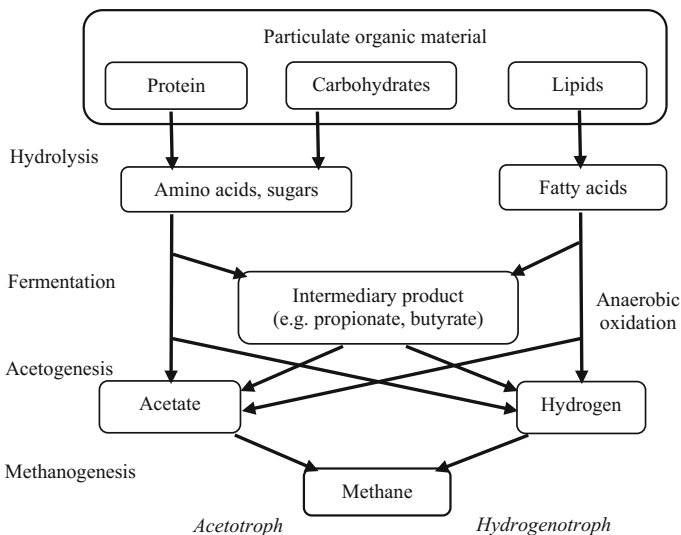 Particulate organic material
Protein
Carbohydrates
Lipids
Hydrolysis
Amino acids, sugars
Fatty acids
Fermentation
Intermediary product
(e.g. propionate, butyrate)
Anaerobic
oxidation
Acetogenesis
Acetate
Hydrogen
Methanogenesis
Methane
Acetotroph
Hydrogenotroph